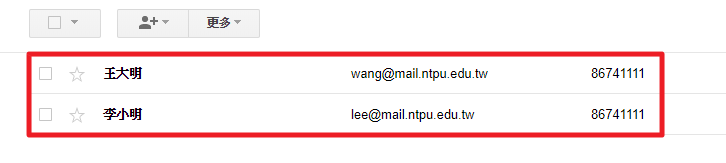 更多
王大明 wang@mail.ntpu.edu.tw 86741111
李小明 lee@mail.ntpu.edu.tw 86741111